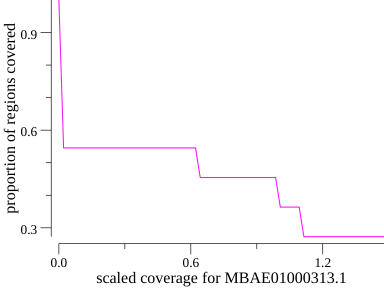 proportion of regions covered
0.9
0.6
0.3
0.0 0.6 1.2
scaled coverage for MBAE01000313.1